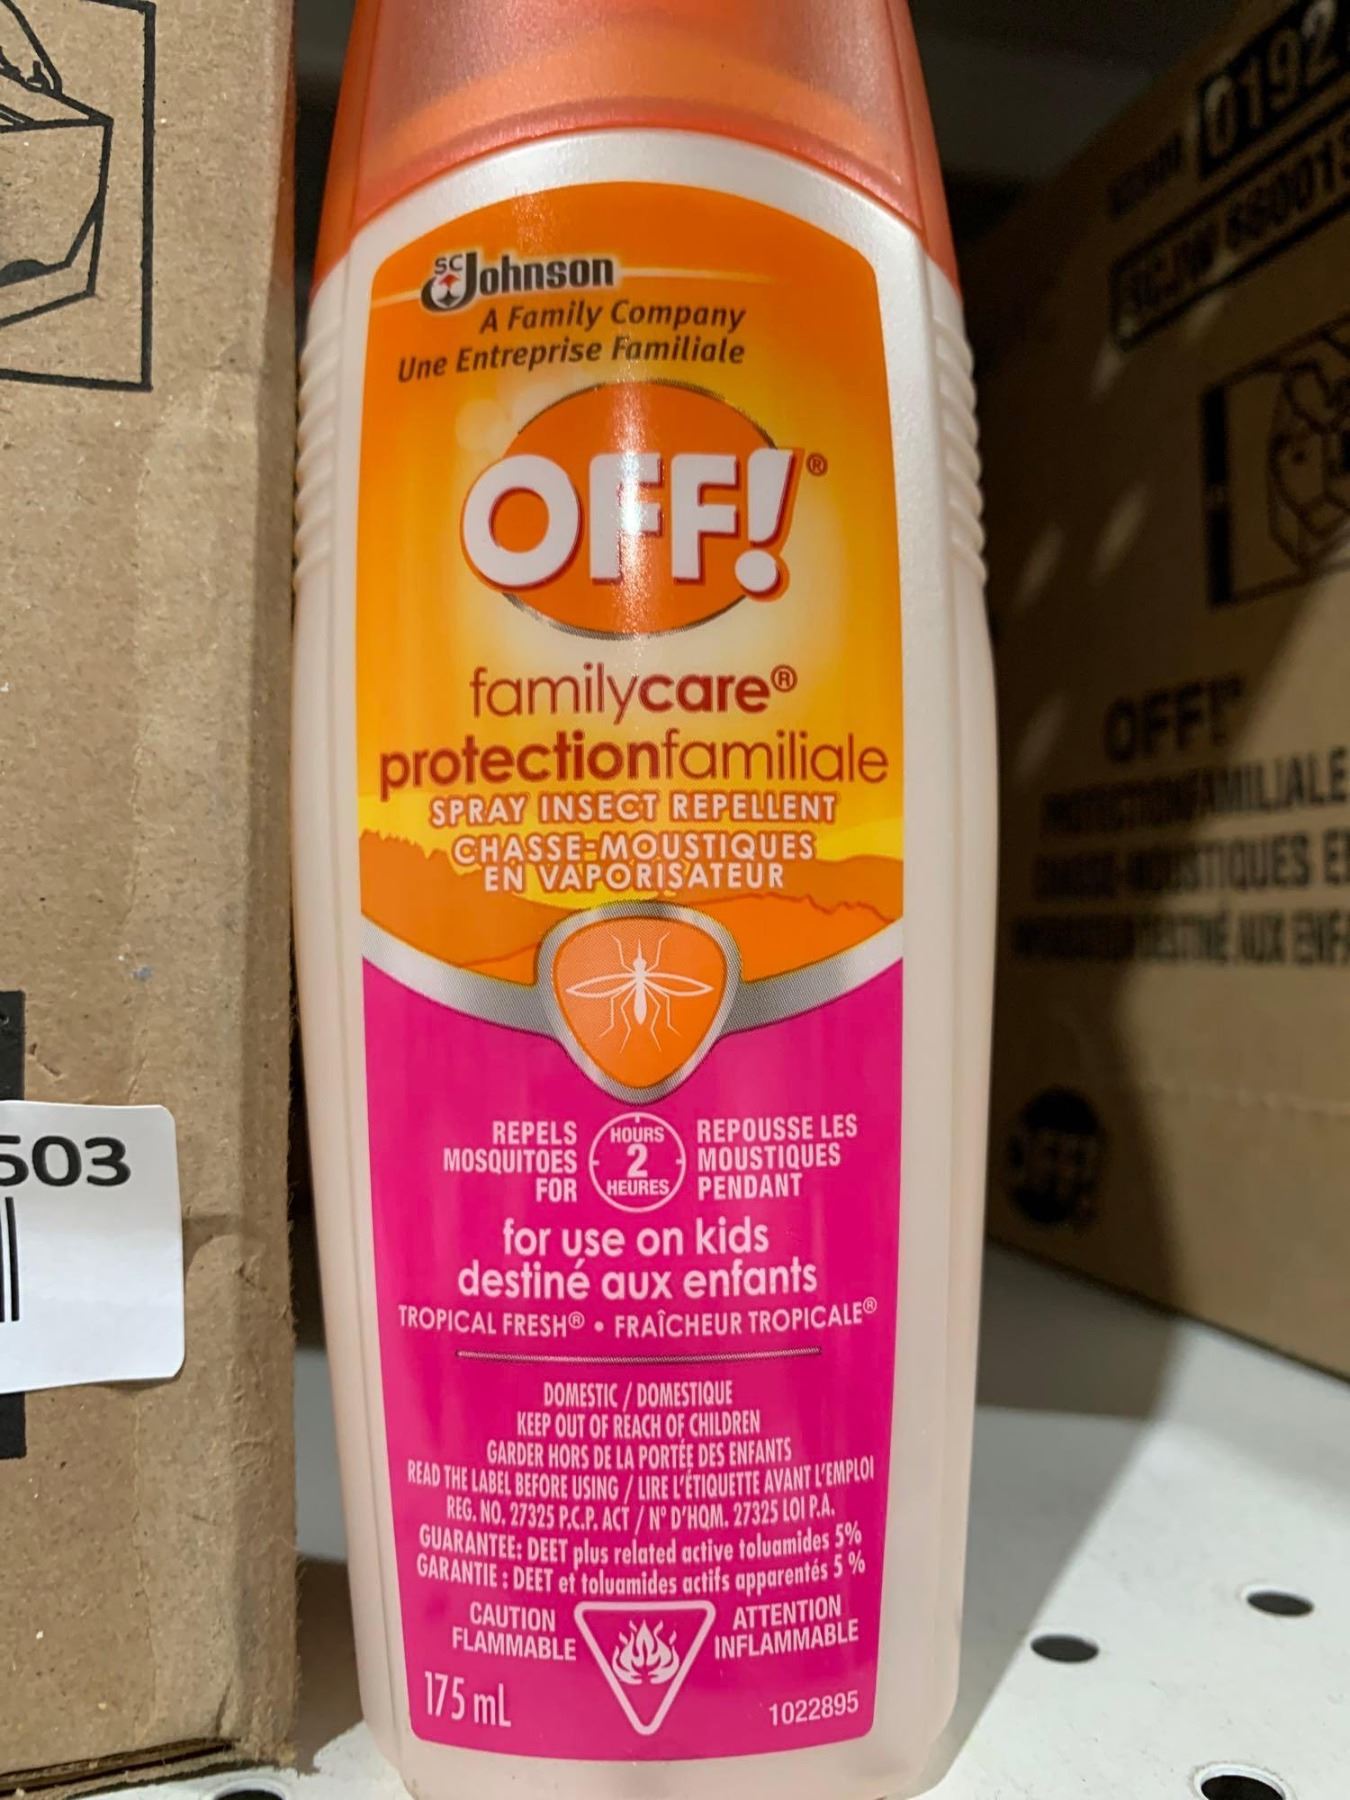 SC Johnson
A Family Company
Une Entreprise Familiale
OFF!®
familycare®
protectionfamiliale
SPRAY INSECT REPELLENT
CHASSE-MOUSTIQUES
EN VAPORISATEUR
REPELS
MOSQUITOES
FOR
HOURS
2
HEURES
REPOUSSE LES
MOUSTIQUES
PENDANT
for use on kids
destiné aux enfants
TROPICAL FRESH® • FRAÎCHEUR TROPICALE®
DOMESTIC / DOMESTIQUE
KEEP OUT OF REACH OF CHILDREN
GARDER HORS DE LA PORTÉE DES ENFANTS
READ THE LABEL BEFORE USING / LIRE L'ÉTIQUETTE AVANT L'EMPLOI
REG. NO. 27325 P.C.P. ACT / N° D'HOM. 27325 LOI P.A.
GUARANTEE: DEET plus related active toluamides 5%
GARANTIE : DEET et toluamides actifs apparentés 5 %
CAUTION
FLAMMABLE
ATTENTION
INFLAMMABLE
175 mL
1022895
503
0192
OFF!
MOUSTIQUES
OFF!